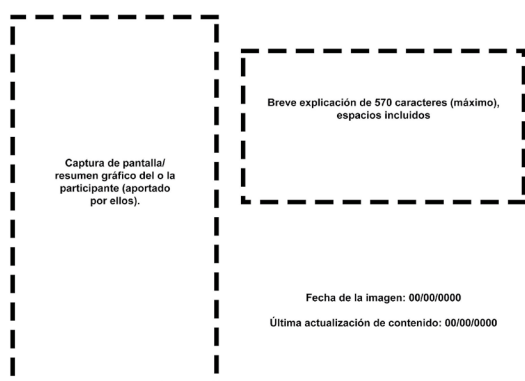 Captura de pantalla/
resumen gráfico del o la
participante (aportado
por ellos).
Breve explicación de 570 caracteres (máximo),
espacios incluidos
Fecha de la imagen: 00/00/0000
Última actualización de contenido: 00/00/0000